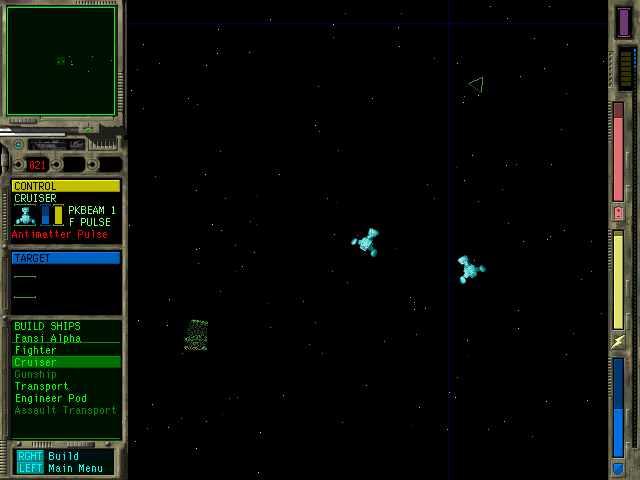 021
CONTROL
CRUISER
PKBEAM 1
F PULSE
Antimatter Pulse
TARGET
BUILD SHIPS
Fansi Alpha
Fighter
Cruiser
Gunship
Transport
Engineer Pod
Assault Transport
RGHT Build
LEFT Main Menu